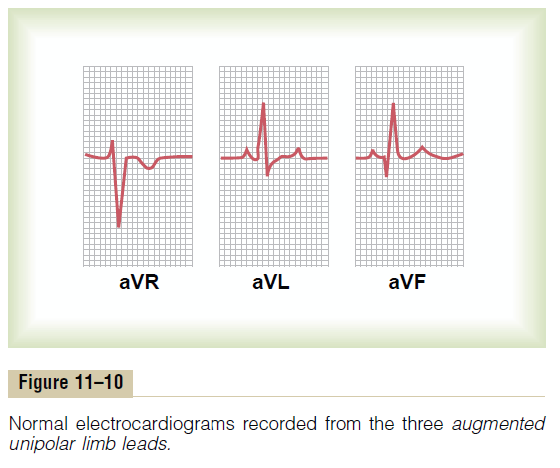 aVR aVL aVF
Figure 11–10
Normal electrocardiograms recorded from the three augmented
unipolar limb leads.